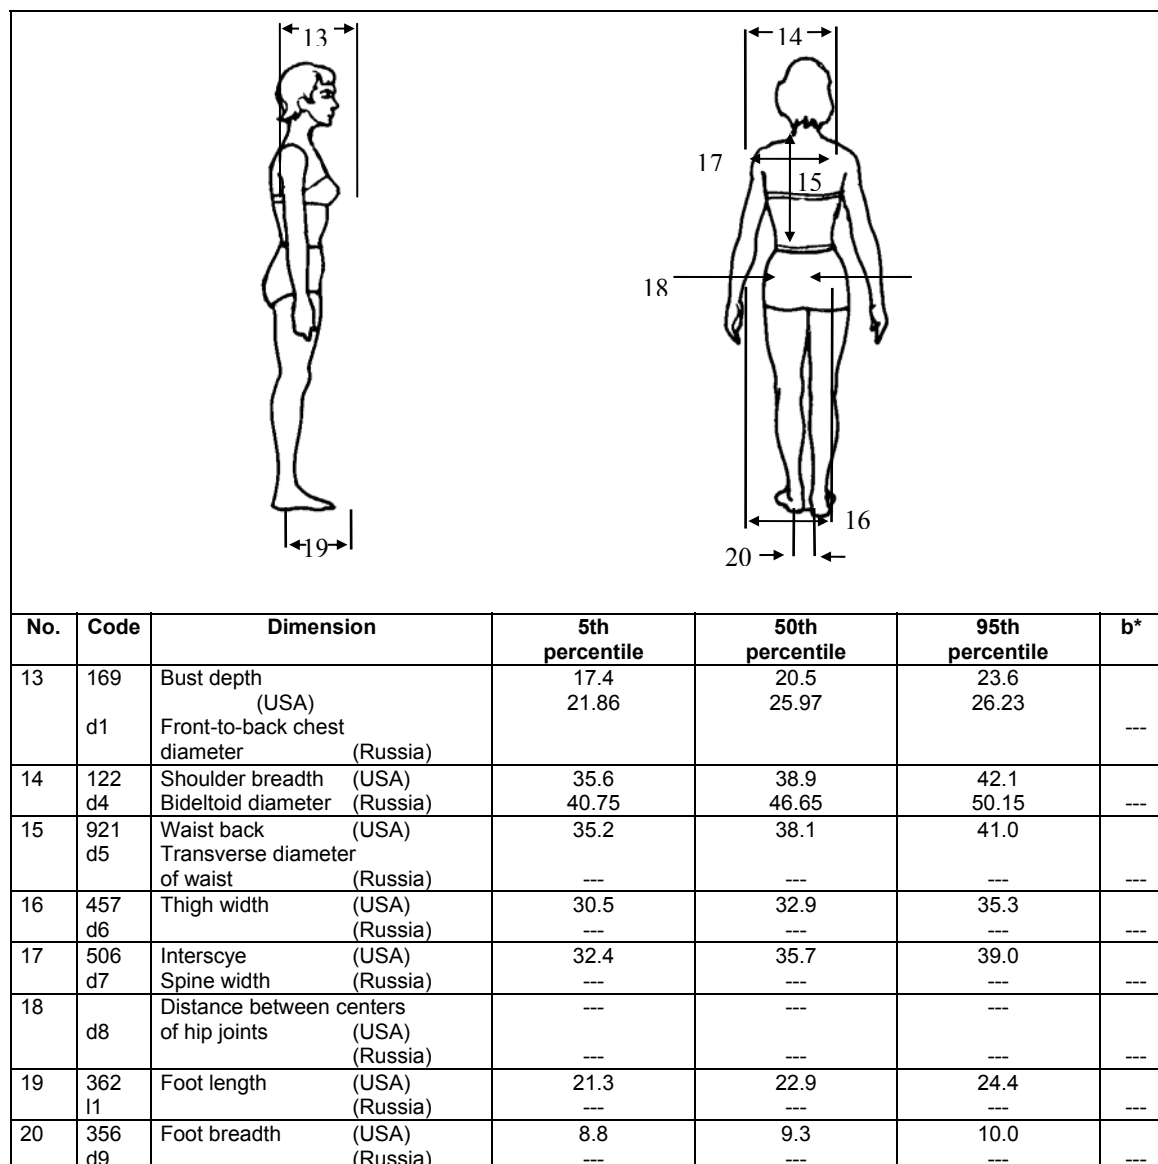 13
14
17
15
18
16
19
20
No. Code Dimension 5th percentile 50th percentile 95th percentile b*
13 169 Bust depth 17.4 20.5 23.6
(USA) 21.86 25.97 26.23
d1 Front-to-back chest ---
diameter (Russia)
14 122 Shoulder breadth (USA) 35.6 38.9 42.1
d4 Bideltoid diameter (Russia) 40.75 46.65 50.15 ---
15 921 Waist back (USA) 35.2 38.1 41.0
d5 Transverse diameter
of waist (Russia) --- --- --- ---
16 457 Thigh width (USA) 30.5 32.9 35.3
d6 (Russia) --- --- --- ---
17 506 Interscye (USA) 32.4 35.7 39.0
d7 Spine width (Russia) --- --- --- ---
18 Distance between centers --- --- ---
d8 of hip joints (USA)
(Russia) --- --- --- ---
19 362 Foot length (USA) 21.3 22.9 24.4
l1 (Russia) --- --- --- ---
20 356 Foot breadth (USA) 8.8 9.3 10.0
d9 (Russia) --- --- --- ---